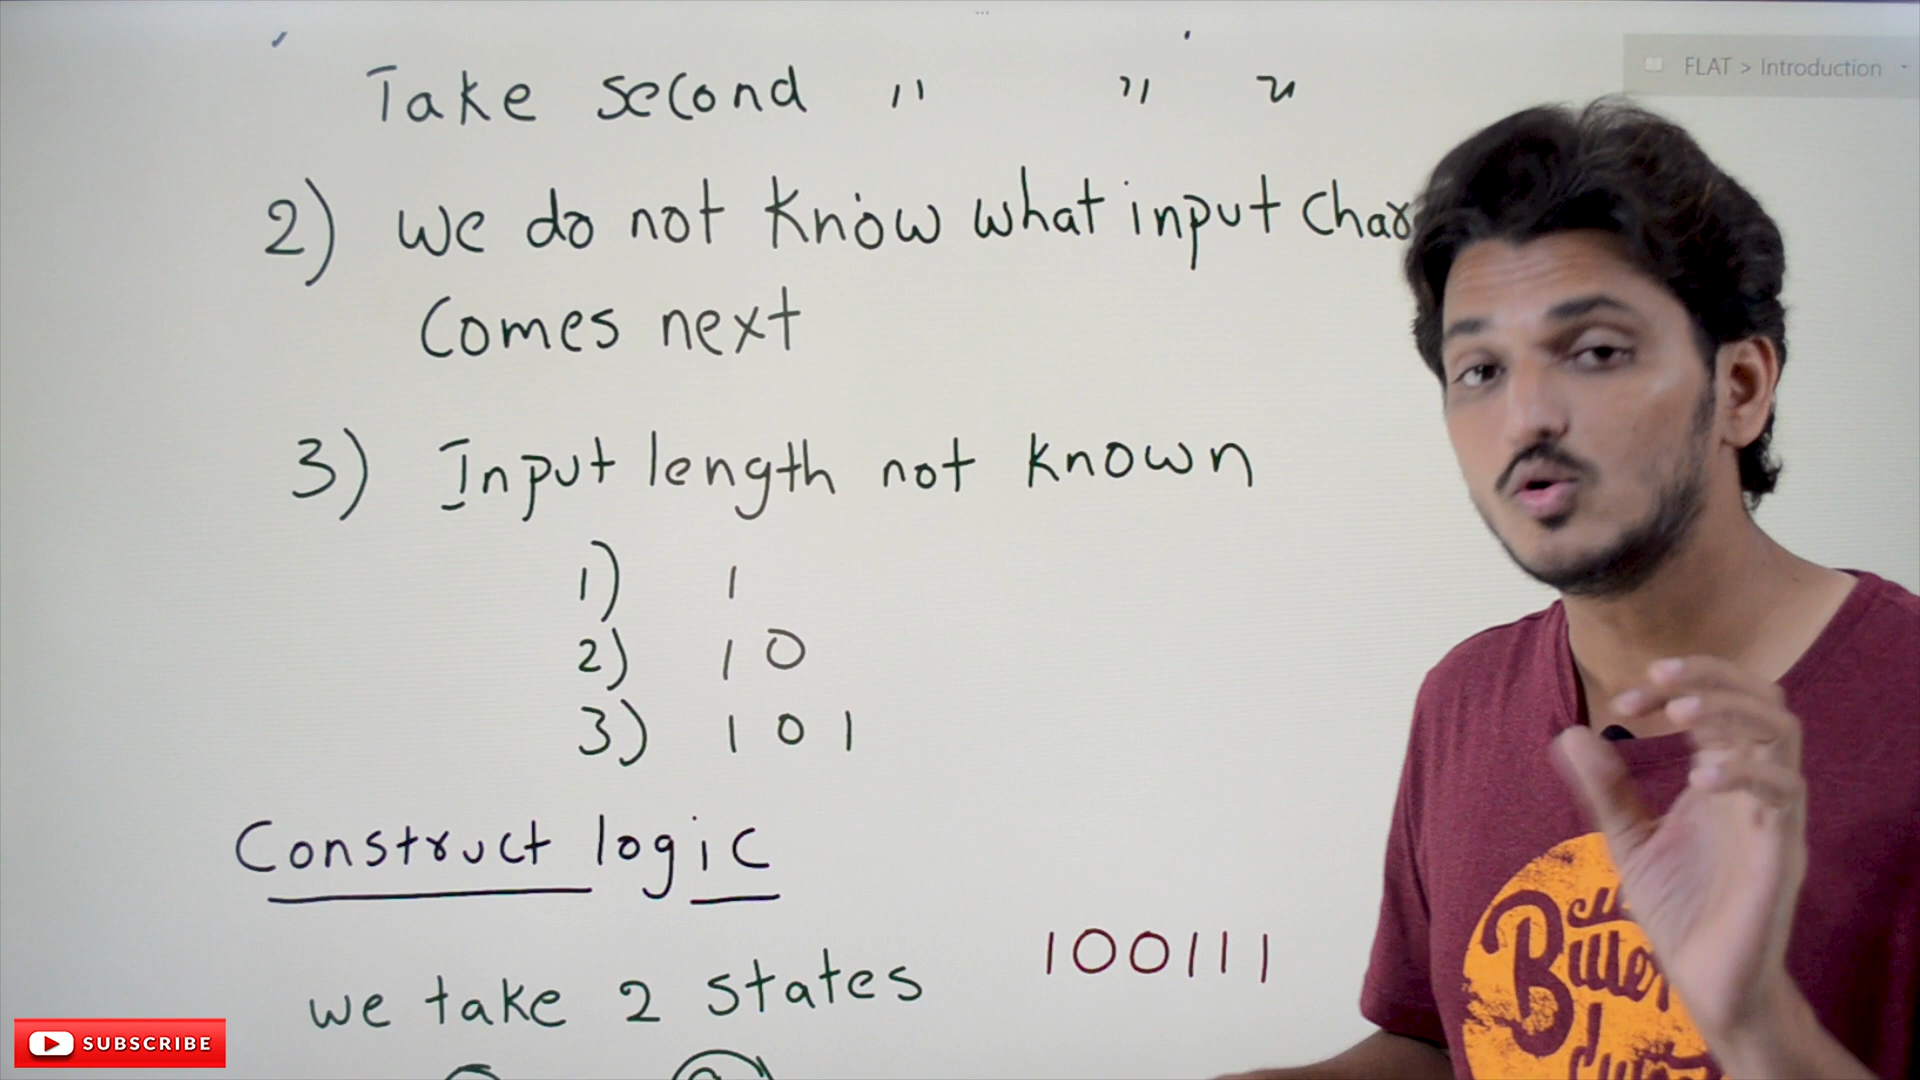 FLAT > Introduction
Take second " " "
2) we do not know what input char
Comes next
3) Input length not known
1) 1
2) 1 0
3) 1 0 1
Construct logic
we take 2 states
100111
SUBSCRIBE